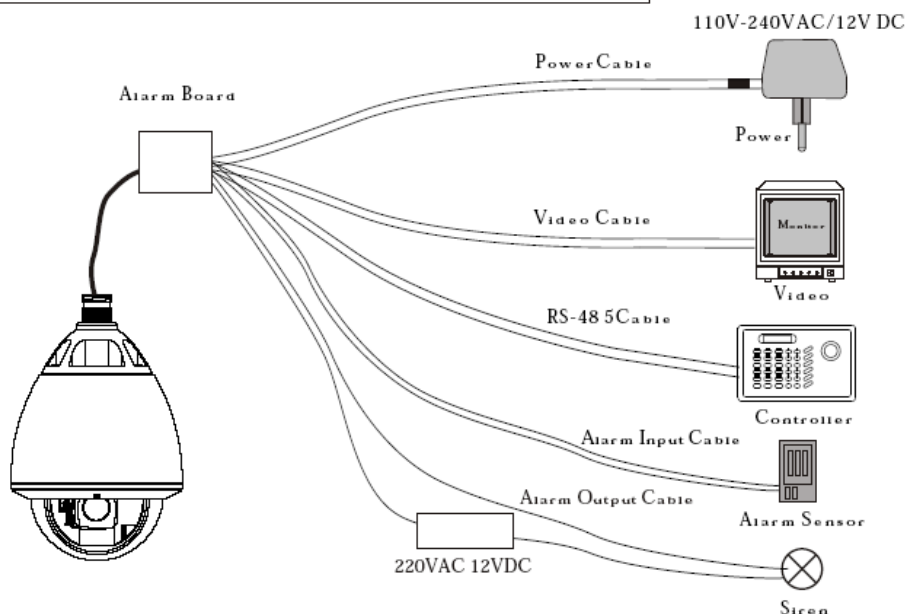 110V-240VAC/12V DC
Power Cable
Alarm Board
Power
Video Cable
Monitor
Video
RS-48 5Cable
Controller
Alarm Input Cable
Alarm Output Cable
Alarm Sensor
220VAC 12VDC
Siren